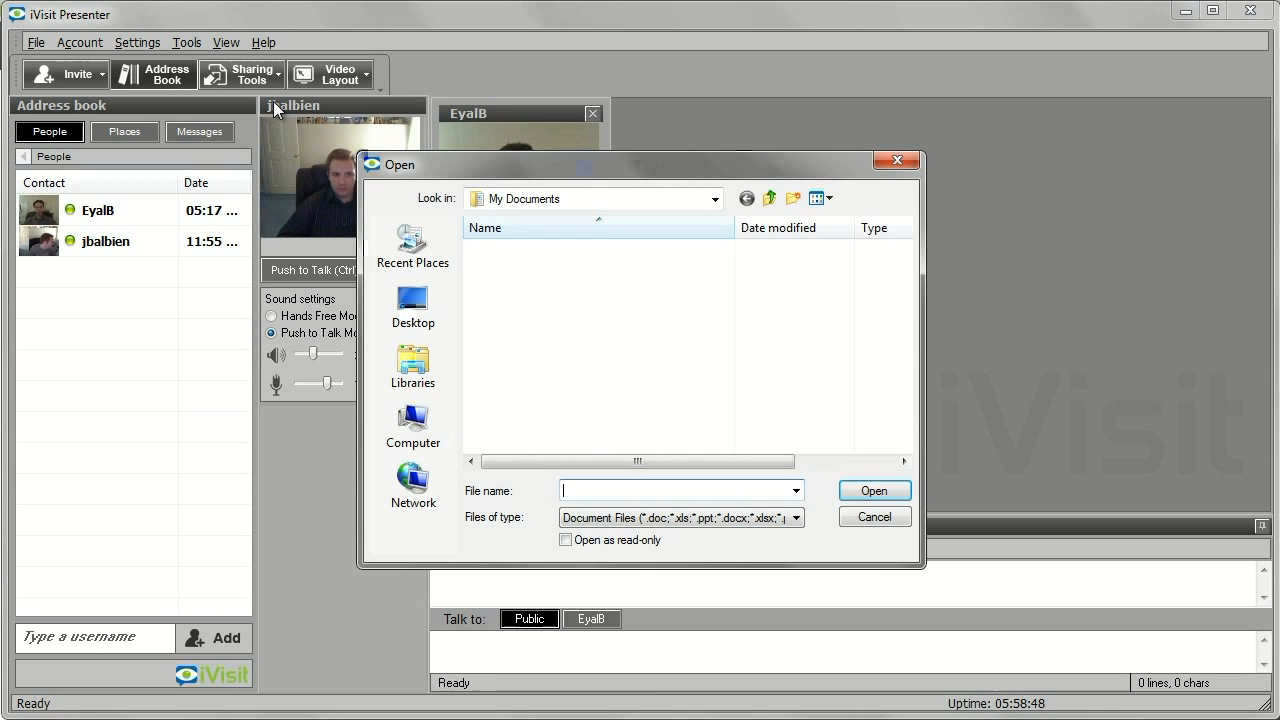 iVisit Presenter
File Account Settings Tools View Help
Invite
Address Book
Sharing Tools
Video Layout
Address book
People Places Messages
People
Contact Date
EyalB 05:17 ...
jbalbien 11:55 ...
Type a username
Add
iVisit
jbalbien
Push to Talk (Ctrl
Sound settings
Hands Free Mo
Push to Talk Mo
EyalB
Open
Look in: My Documents
Name Date modified Type
Recent Places
Desktop
Libraries
Computer
Network
File name:
Open
Files of type: Document Files (*.doc;*.xls;*.ppt;*.docx;*.xlsx;*.
Cancel
Open as read-only
iVisit
Talk to: Public EyalB
Ready
0 lines, 0 chars
Ready
Uptime: 05:58:48